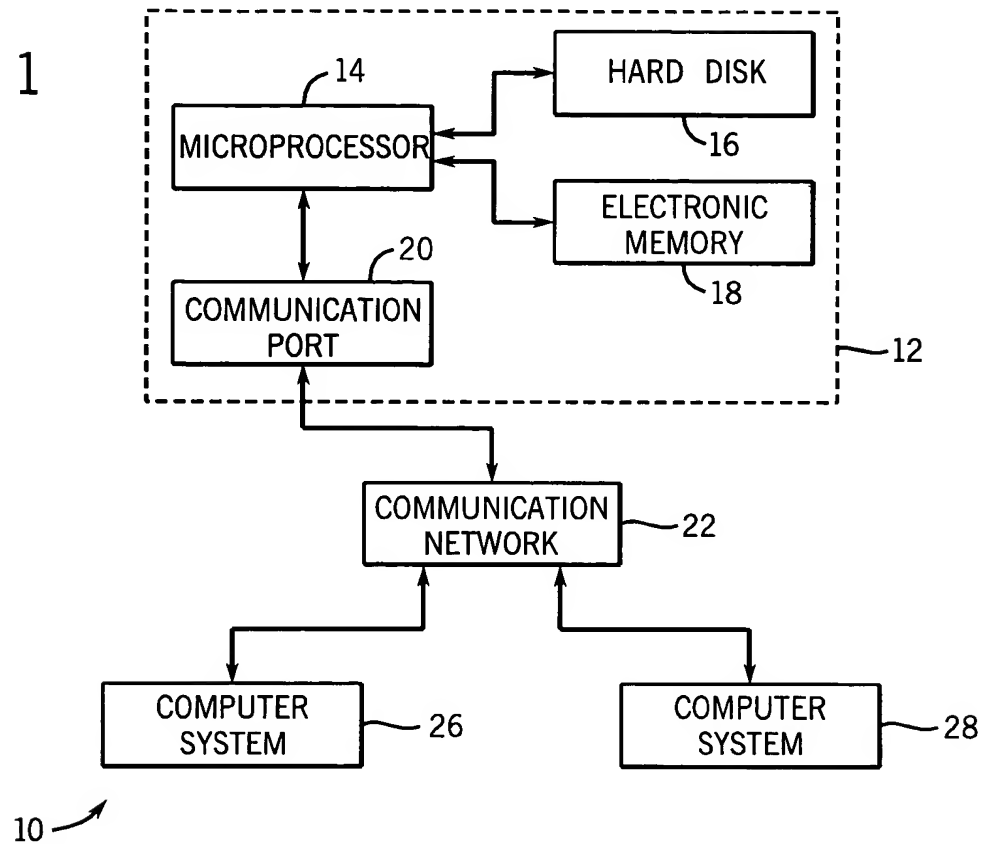 1
14
HARD DISK
16
MICROPROCESSOR
ELECTRONIC
MEMORY
18
20
COMMUNICATION
PORT
12
COMMUNICATION
NETWORK
22
COMPUTER
SYSTEM
26
COMPUTER
SYSTEM
28
10